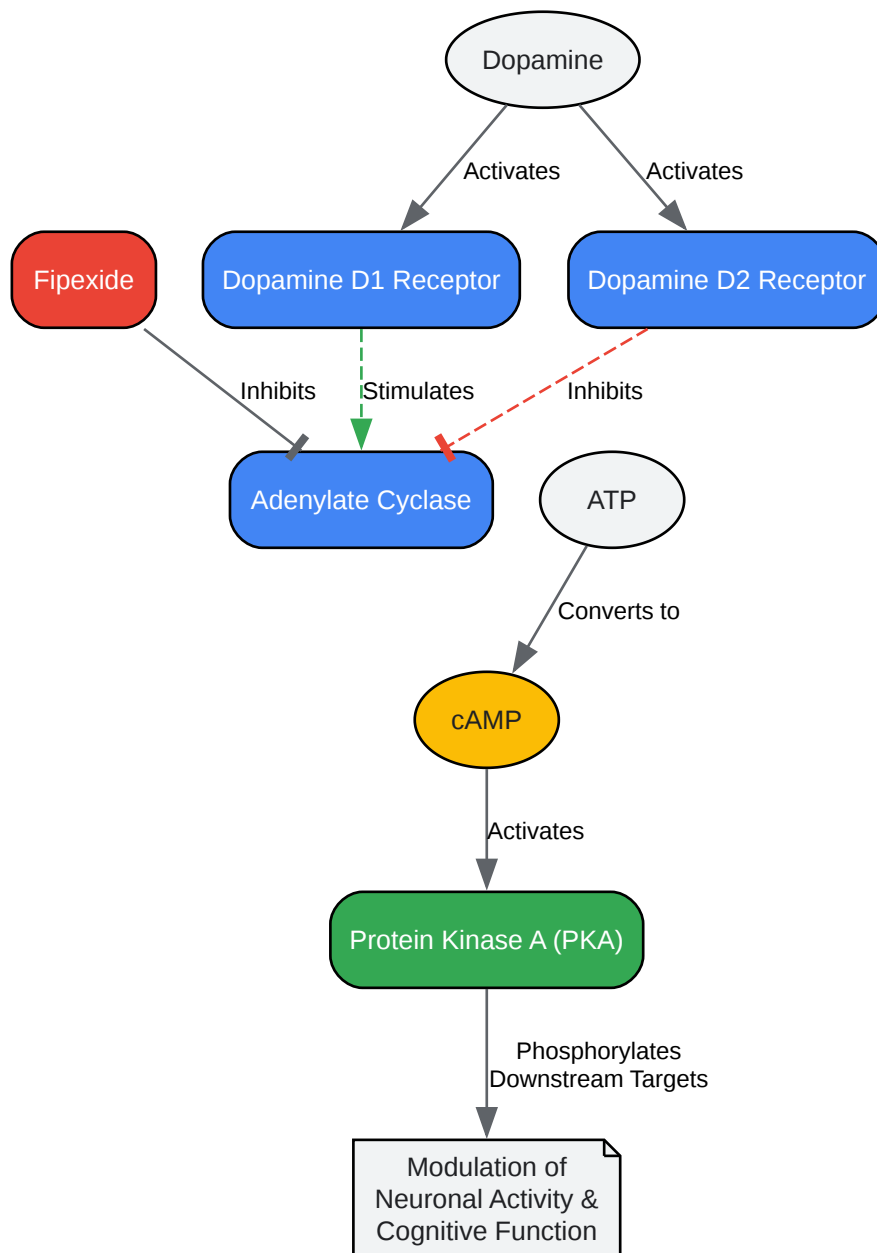 Dopamine
Activates
Activates
Fipexide
Dopamine D1 Receptor
Dopamine D2 Receptor
Inhibits
Stimulates
Inhibits
Adenylate Cyclase
ATP
Converts to
cAMP
Activates
Protein Kinase A (PKA)
Phosphorylates
Downstream Targets
Modulation of
Neuronal Activity &
Cognitive Function